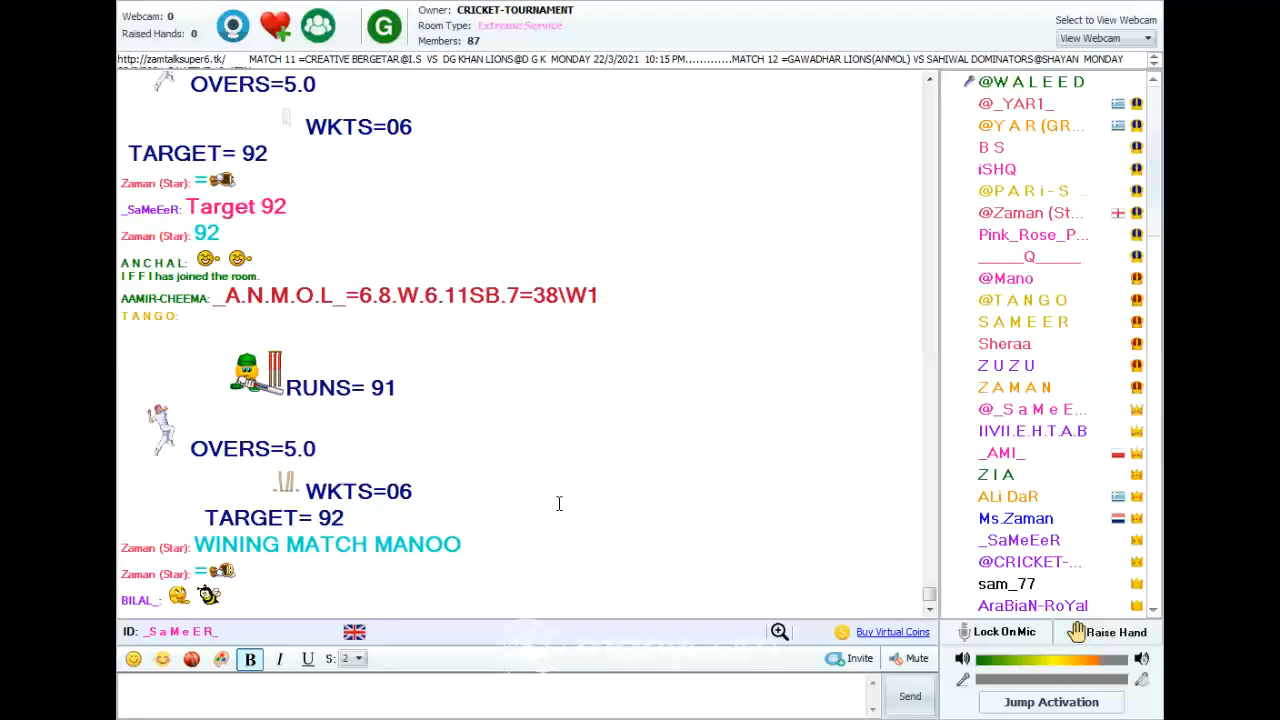 Webcam: 0
Raised Hands: 0
G
Owner: CRICKET-TOURNAMENT
Room Type: Extreme Service
Members: 87
Select to View Webcam
View Webcam
http://zamtalksuper6.tk/ MATCH 11 =CREATIVE BERGETAR@I.S VS DG KHAN LIONS@D G K MONDAY 22/3/2021 10:15 PM.............MATCH 12 =GAWADHAR LIONS(ANMOL) VS SAHIWAL DOMINATORS@SHAYAN MONDAY
OVERS=5.0
WKTS=06
TARGET= 92
Zaman (Star): =
_SaMeEeR: Target 92
Zaman (Star): 92
A N C H A L:
I F F I has joined the room.
AAMIR-CHEEMA: _A.N.M.O.L_=6.8.W.6.11SB.7=38\W1
T A N G O:
RUNS= 91
OVERS=5.0
WKTS=06
TARGET= 92
Zaman (Star): WINING MATCH MANOO
Zaman (Star): =
BILAL_:
@W A L E E D
@_YAR1_
@Y A R (GR...
B S
iSHQ
@P A R i - S
@Zaman (St...
Pink_Rose_P...
______Q______
@Mano
@T A N G O
S A M E E R
Sheraa
Z U Z U
Z A M A N
@_S a M e E...
IIVII.E.H.T.A.B
_AMI_
Z I A
ALi DaR
Ms.Zaman
_SaMeEeR
@CRICKET-...
sam_77
AraBiaN-RoYal
ID: _S a M e E R_
Buy Virtual Coins
Lock On Mic
Raise Hand
B I U S: 2
Invite
Mute
Send
Jump Activation